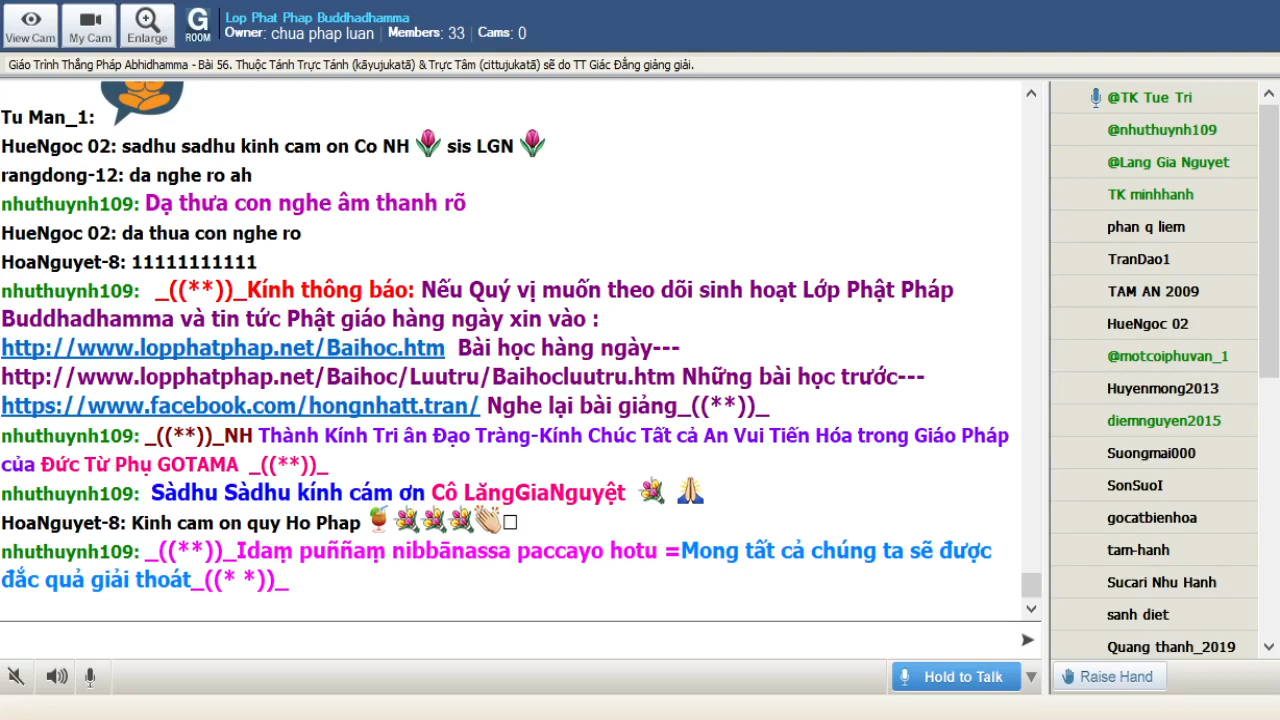 View Cam
My Cam
Enlarge
G
ROOM
Lop Phat Phap Buddhadhamma
Owner: chua phap luan | Members: 33 | Cams: 0
Giáo Trình Thắng Pháp Abhidhamma - Bài 56. Thuộc Tánh Trực Tánh (kāyujukatā) & Trực Tâm (cittujukatā) sẽ do TT Giác Đẳng giảng giải.
Tu Man_1:
HueNgoc 02: sadhu sadhu kinh cam on Co NH sis LGN
rangdong-12: da nghe ro ah
nhuthuynh109: Dạ thưa con nghe âm thanh rõ
HueNgoc 02: da thua con nghe ro
HoaNguyet-8: 11111111111
nhuthuynh109: _((**))_Kính thông báo: Nếu Quý vị muốn theo dõi sinh hoạt Lớp Phật Pháp
Buddhadhamma và tin tức Phật giáo hàng ngày xin vào :
http://www.lopphatphap.net/Baihoc.htm Bài học hàng ngày---
http://www.lopphatphap.net/Baihoc/Luutru/Baihocluutru.htm Những bài học trước---
https://www.facebook.com/hongnhatt.tran/ Nghe lại bài giảng_((**))_
nhuthuynh109: _((**))_NH Thành Kính Tri ân Đạo Tràng-Kính Chúc Tất cả An Vui Tiến Hóa trong Giáo Pháp
của Đức Từ Phụ GOTAMA _((**))_
nhuthuynh109: Sàdhu Sàdhu kính cám ơn Cô LăngGiaNguyệt
HoaNguyet-8: Kinh cam on quy Ho Phap
nhuthuynh109: _((**))_Idaṃ puññaṃ nibbānassa paccayo hotu =Mong tất cả chúng ta sẽ được
đắc quả giải thoát_((* *))_
Hold to Talk
@TK Tue Tri
@nhuthuynh109
@Lang Gia Nguyet
TK minhhanh
phan q liem
TranDao1
TAM AN 2009
HueNgoc 02
@motcoiphuvan_1
Huyenmong2013
diemnguyen2015
Suongmai000
SonSuoI
gocatbienhoa
tam-hanh
Sucari Nhu Hanh
sanh diet
Quang thanh_2019
Raise Hand